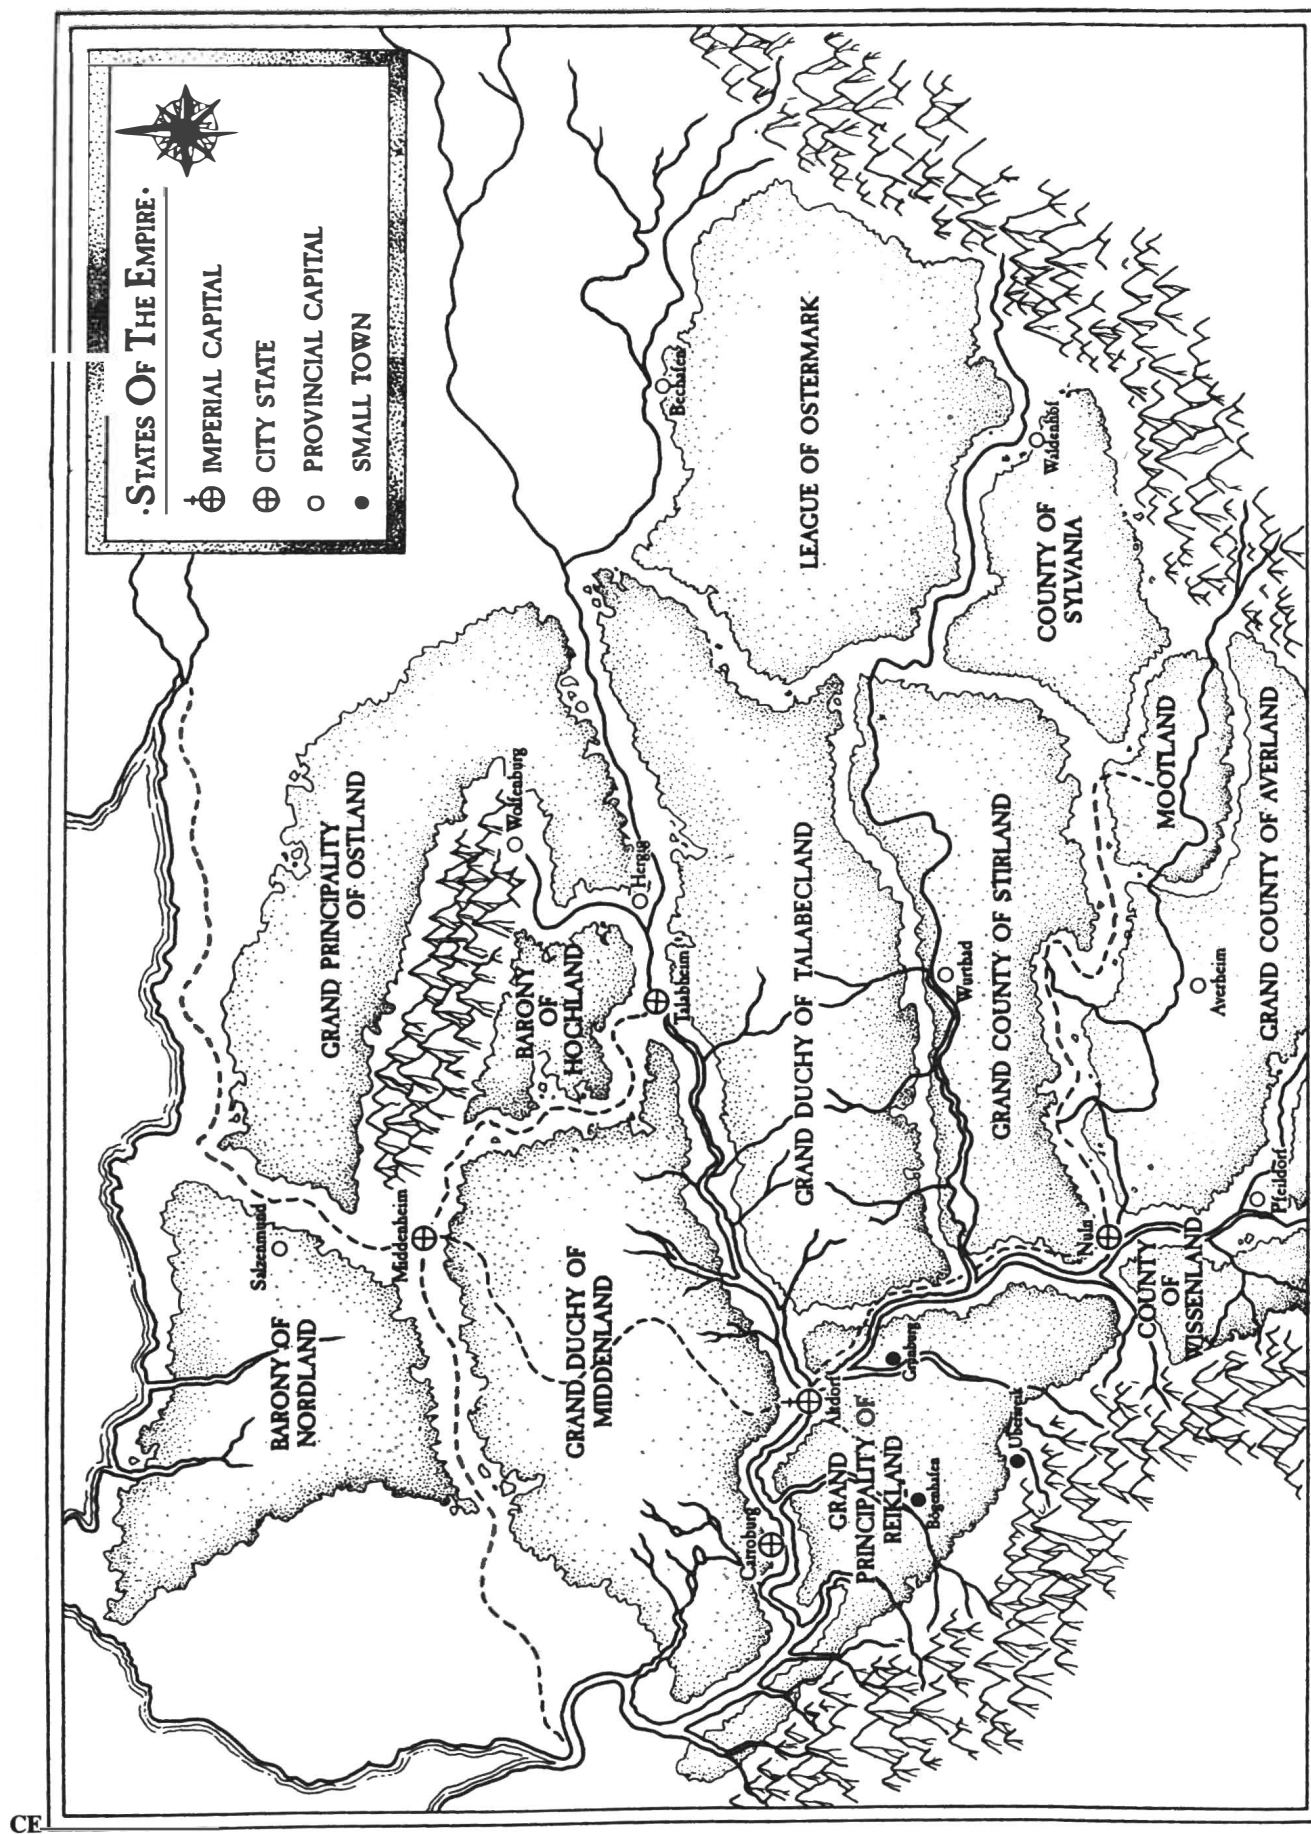 ·STATES OF THE EMPIRE·
IMPERIAL CAPITAL
CITY STATE
PROVINCIAL CAPITAL
SMALL TOWN
Salzenmund
BARONY OF
NORDLAND
GRAND PRINCIPALITY
OF OSTLAND
Middenheim
Wolfenburg
BARONY
OF
HOCHLAND
Hergig
Talabheim
GRAND DUCHY OF
MIDDENLAND
Bechafen
LEAGUE OF OSTERMARK
GRAND DUCHY OF TALABECLAND
Carroburg
Altdorf
GRAND
PRINCIPALITY OF
REIKLAND
Grünburg
Bögenhafen
Ubersreik
Wurtbad
GRAND COUNTY OF STIRLAND
Waldenhof
COUNTY OF
SYLVANIA
Nuln
COUNTY
OF
WISSENLAND
MOOTLAND
Averheim
GRAND COUNTY OF AVERLAND
Pfeildorf
CE